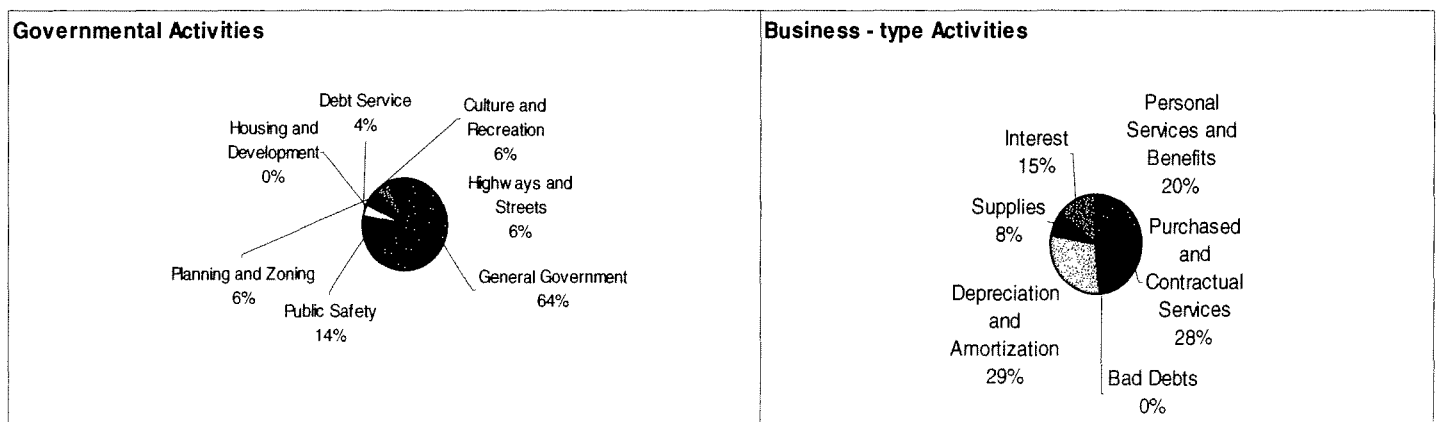 Governmental Activities
Debt Service
4%
Culture and
Recreation
6%
Housing and
Development
0%
Highways and
Streets
6%
General Government
64%
Planning and Zoning
6%
Public Safety
14%
Business - type Activities
Personal
Services and
Benefits
20%
Interest
15%
Supplies
8%
Purchased
and
Contractual
Services
28%
Depreciation
and
Amortization
29%
Bad Debts
0%